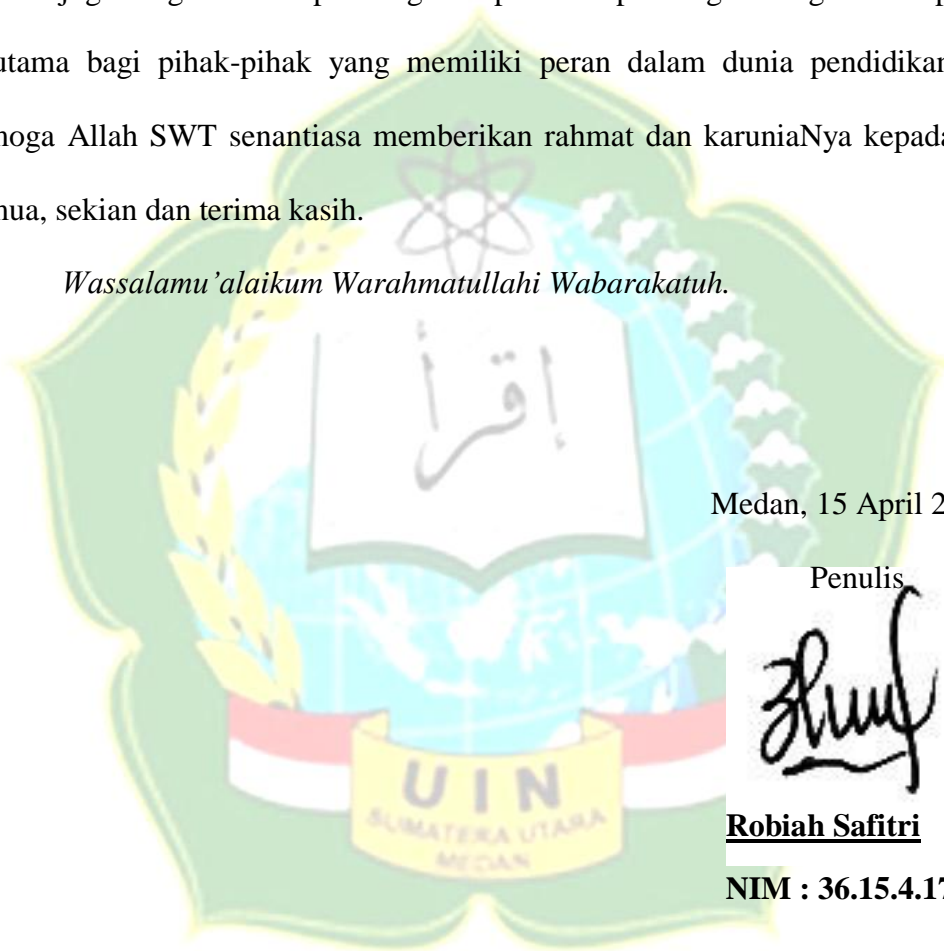 utama bagi pihak-pihak yang memiliki peran dalam dunia pendidikan
noga Allah SWT senantiasa memberikan rahmat dan karuniaNya kepada
nua, sekian dan terima kasih.
Wassalamu’alaikum Warahmatullahi Wabarakatuh.
إقرأ
Medan, 15 April 2
Penulis
UIN
SUMATERA UTARA
MEDAN
Robiah Safitri
NIM : 36.15.4.17